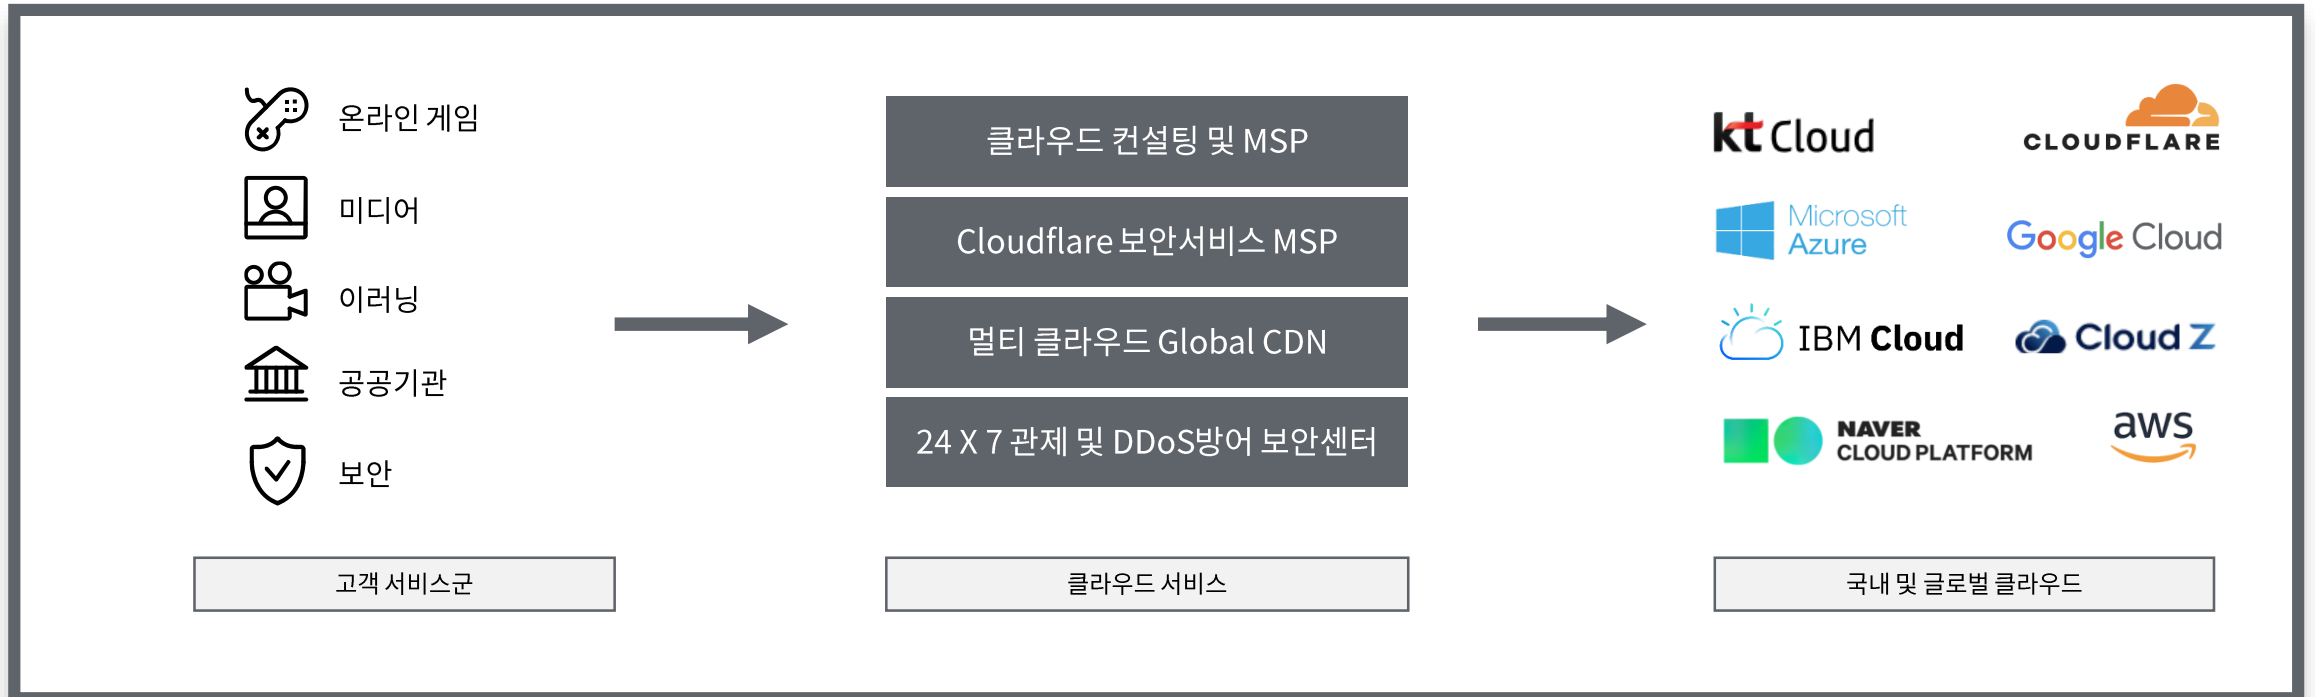 온라인 게임
미디어
이러닝
공공기관
보안
고객 서비스군
클라우드 컨설팅 및 MSP
Cloudflare 보안서비스 MSP
멀티 클라우드 Global CDN
24 X 7 관제 및 DDoS방어 보안센터
클라우드 서비스
kt Cloud
CLOUDFLARE
Microsoft
Azure
Google Cloud
IBM Cloud
Cloud Z
NAVER
CLOUD PLATFORM
aws
국내 및 글로벌 클라우드